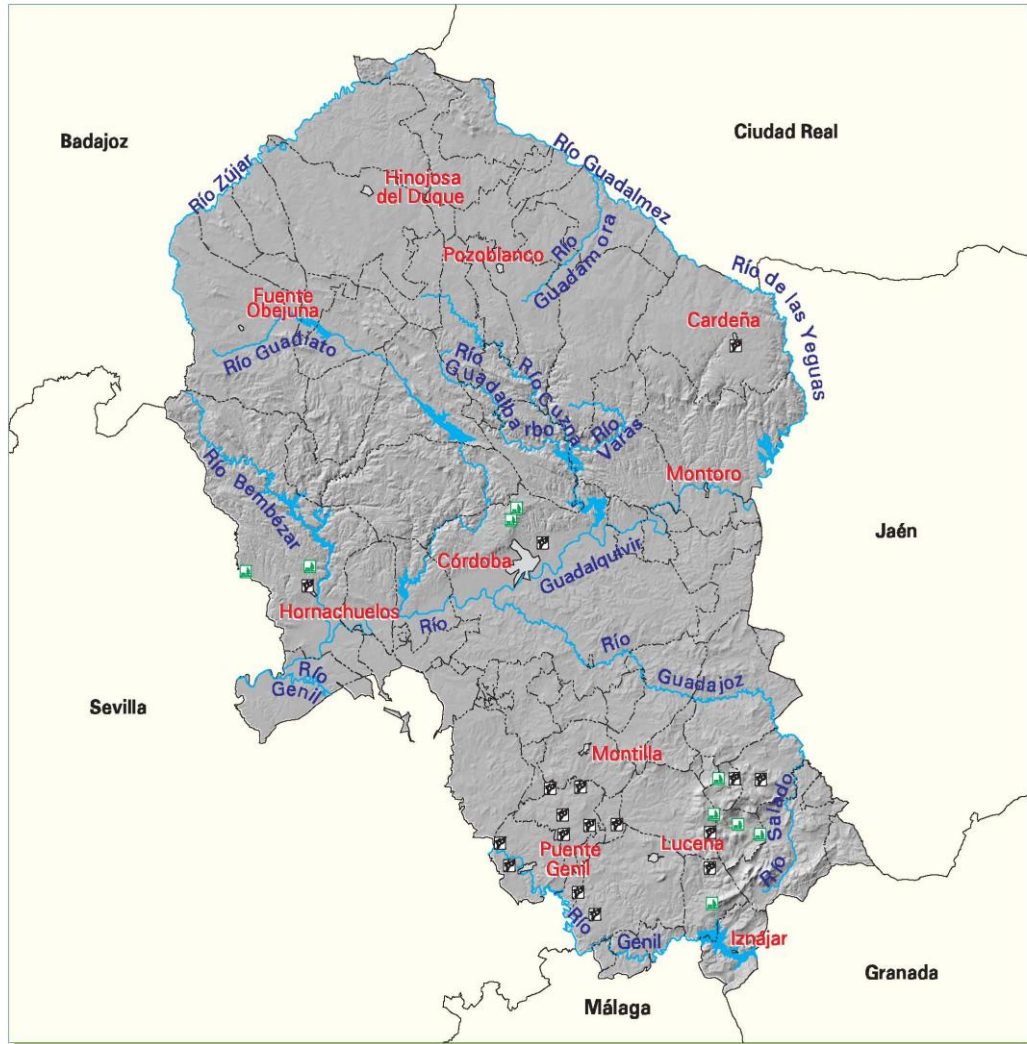 Badajoz
Ciudad Real
Río Zújar
Río Guadalmez
Hinojosa
del Duque
Río
Guadamora
Pozoblanco
Río de las Yeguas
Fuente
Obejuna
Cardeña
Río Guadiato
Río
Guadalbarbo
Río Cuzna
Río
Varas
Río Bembézar
Montoro
Jaén
Córdoba
Guadalquivir
Hornachuelos
Río
Río
Río
Genil
Guadajoz
Sevilla
Montilla
Río Salado
Puente
Genil
Lucena
Río
Genil
Iznájar
Granada
Málaga